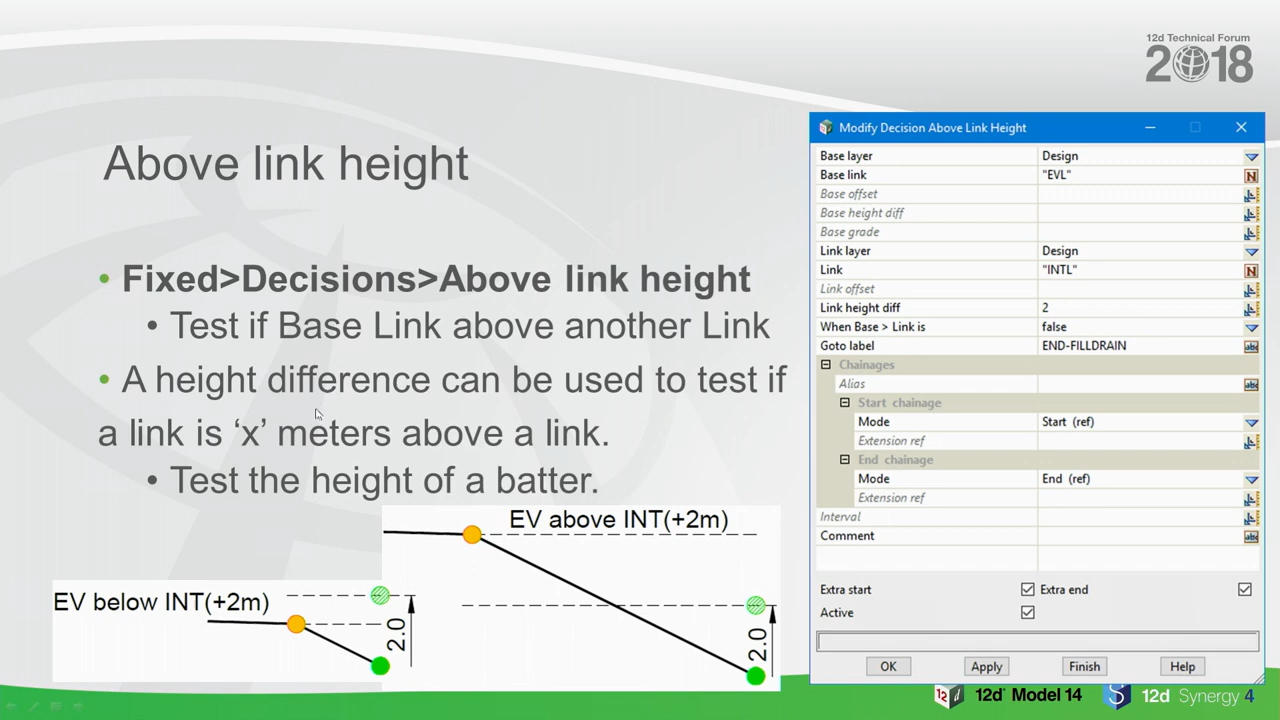 12d Technical Forum
2018
Above link height
• Fixed>Decisions>Above link height
• Test if Base Link above another Link
• A height difference can be used to test if
a link is ‘x’ meters above a link.
• Test the height of a batter.
EV above INT(+2m)
2.0
EV below INT(+2m)
2.0
Modify Decision Above Link Height
Base layer Design
Base link "EVL"
Base offset
Base height diff
Base grade
Link layer Design
Link "INTL"
Link offset
Link height diff 2
When Base > Link is false
Goto label END-FILLDRAIN
Chainages
Alias
Start chainage
Mode Start (ref)
Extension ref
End chainage
Mode End (ref)
Extension ref
Interval
Comment
Extra start Extra end
Active
OK Apply Finish Help
12d Model 14 12d Synergy 4